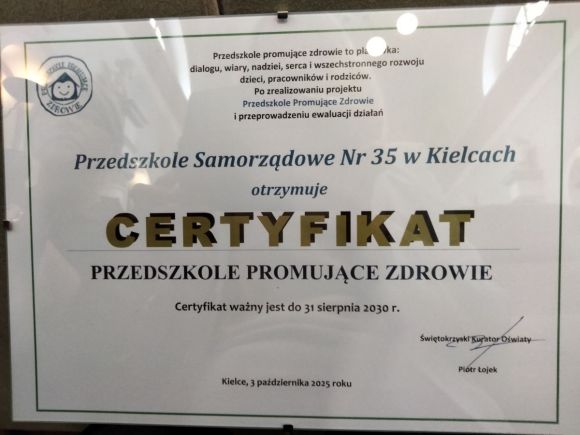 Przedszkole promujące zdrowie to placówka:
dialogu, wiary, nadziei, serca i wszechstronnego rozwoju
dzieci, pracowników i rodziców.
Po zrealizowaniu projektu
Przedszkole Promujące Zdrowie
i przeprowadzeniu ewaluacji działań
Przedszkole Samorządowe Nr 35 w Kielcach
otrzymuje
CERTYFIKAT
PRZEDSZKOLE PROMUJĄCE ZDROWIE
Certyfikat ważny jest do 31 sierpnia 2030 r.
Świętokrzyski Kurator Oświaty
Piotr Łojek
Kielce, 3 października 2025 roku
ZDROWIE